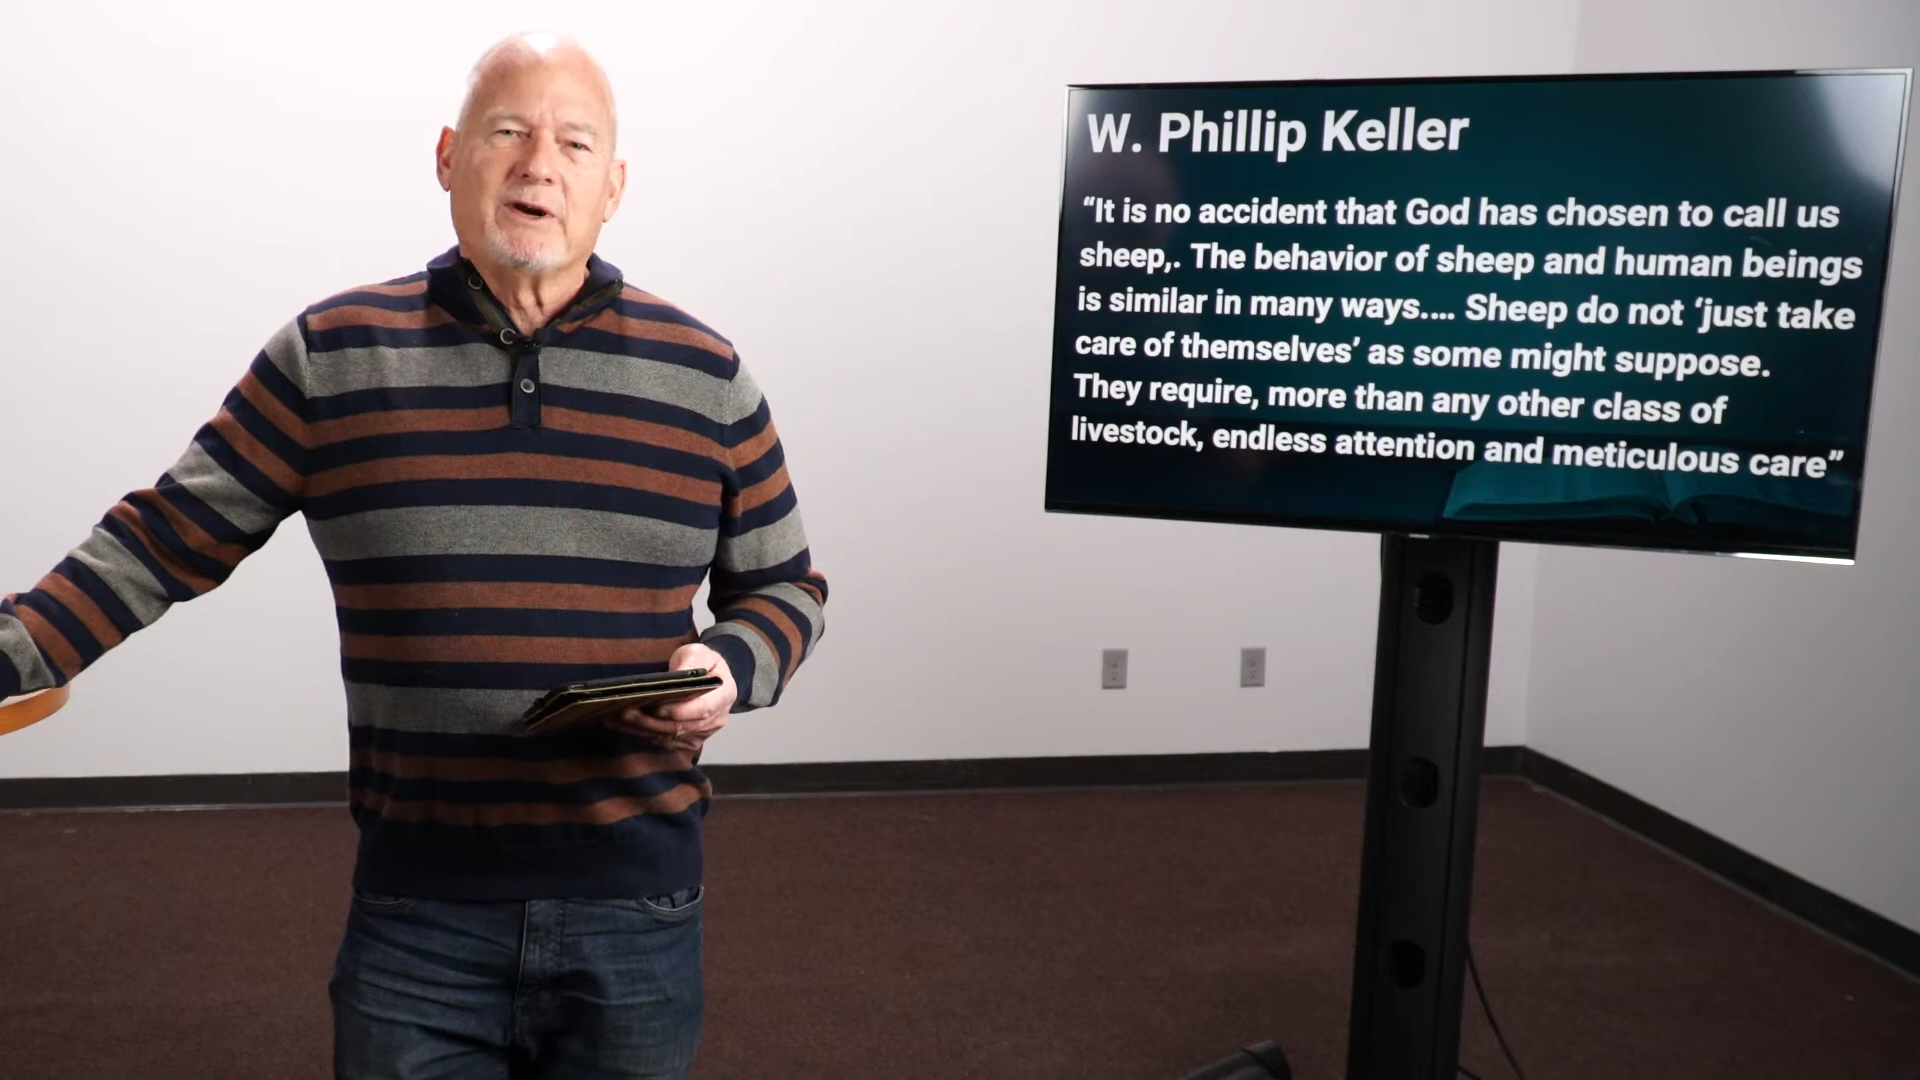 W. Phillip Keller
“It is no accident that God has chosen to call us
sheep,. The behavior of sheep and human beings
is similar in many ways.... Sheep do not ‘just take
care of themselves’ as some might suppose.
They require, more than any other class of
livestock, endless attention and meticulous care”